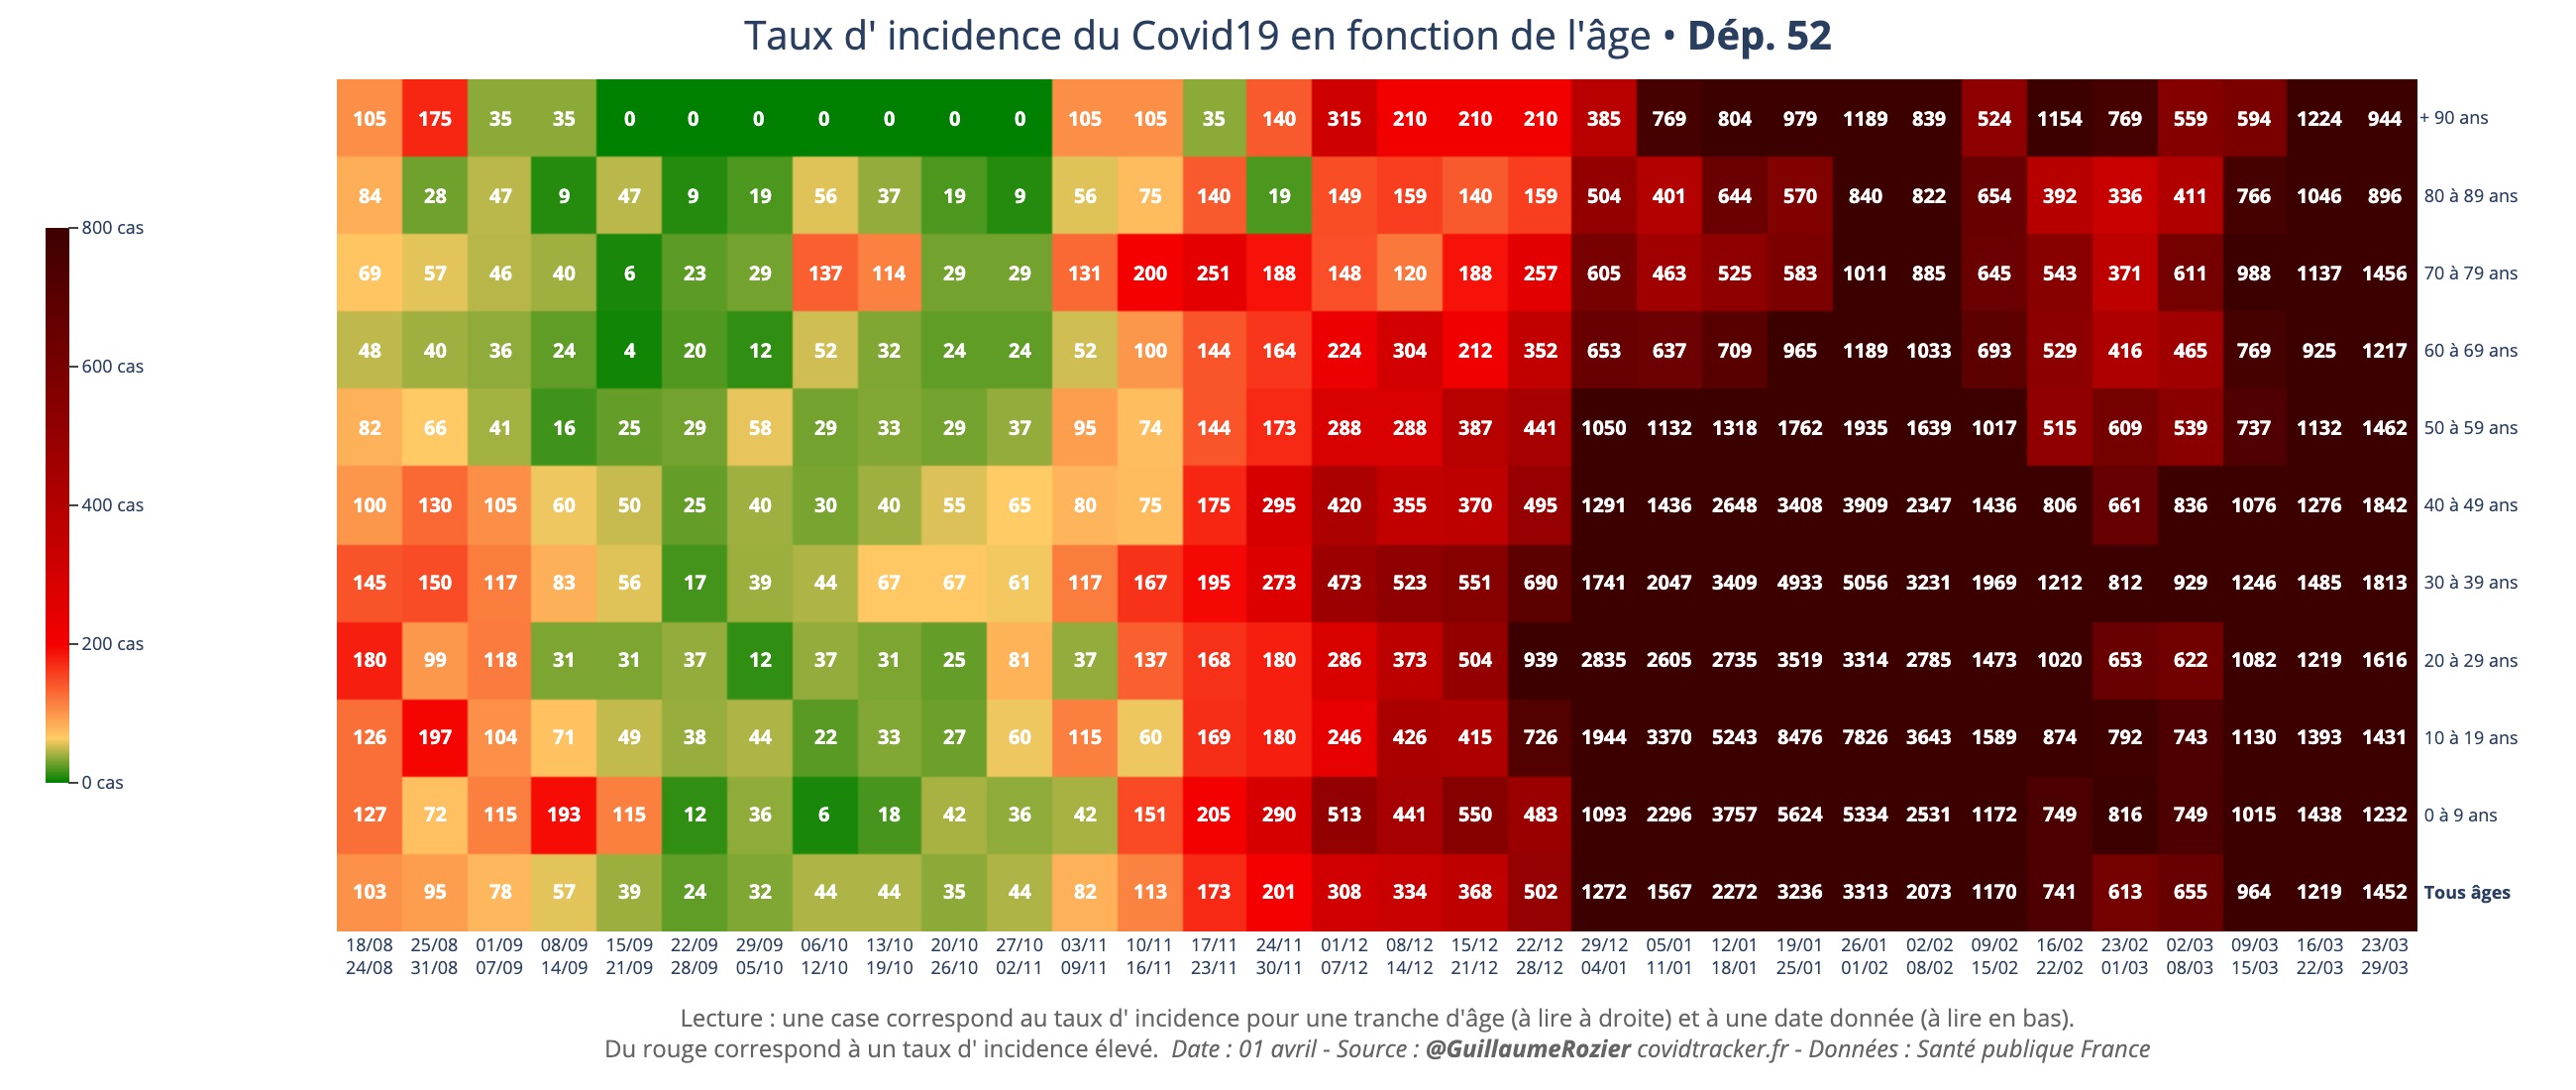 Taux d' incidence du Covid19 en fonction de l'âge • Dép. 52
800 cas
600 cas
400 cas
200 cas
0 cas
105 175 35 35 0 0 0 0 0 0 0 105 105 35 140 315 210 210 210 385 769 804 979 1189 839 524 1154 769 559 594 1224 944 + 90 ans
84 28 47 9 47 9 19 56 37 19 9 56 75 140 19 149 159 140 159 504 401 644 570 840 822 654 392 336 411 766 1046 896 80 à 89 ans
69 57 46 40 6 23 29 137 114 29 29 131 200 251 188 148 120 188 257 605 463 525 583 1011 885 645 543 371 611 988 1137 1456 70 à 79 ans
48 40 36 24 4 20 12 52 32 24 24 52 100 144 164 224 304 212 352 653 637 709 965 1189 1033 693 529 416 465 769 925 1217 60 à 69 ans
82 66 41 16 25 29 58 29 33 29 37 95 74 144 173 288 288 387 441 1050 1132 1318 1762 1935 1639 1017 515 609 539 737 1132 1462 50 à 59 ans
100 130 105 60 50 25 40 30 40 55 65 80 75 175 295 420 355 370 495 1291 1436 2648 3408 3909 2347 1436 806 661 836 1076 1276 1842 40 à 49 ans
145 150 117 83 56 17 39 44 67 67 61 117 167 195 273 473 523 551 690 1741 2047 3409 4933 5056 3231 1969 1212 812 929 1246 1485 1813 30 à 39 ans
180 99 118 31 31 37 12 37 31 25 81 37 137 168 180 286 373 504 939 2835 2605 2735 3519 3314 2785 1473 1020 653 622 1082 1219 1616 20 à 29 ans
126 197 104 71 49 38 44 22 33 27 60 115 60 169 180 246 426 415 726 1944 3370 5243 8476 7826 3643 1589 874 792 743 1130 1393 1431 10 à 19 ans
127 72 115 193 115 12 36 6 18 42 36 42 151 205 290 513 441 550 483 1093 2296 3757 5624 5334 2531 1172 749 816 749 1015 1438 1232 0 à 9 ans
103 95 78 57 39 24 32 44 44 35 44 82 113 173 201 308 334 368 502 1272 1567 2272 3236 3313 2073 1170 741 613 655 964 1219 1452 Tous âges
18/08 25/08 01/09 08/09 15/09 22/09 29/09 06/10 13/10 20/10 27/10 03/11 10/11 17/11 24/11 01/12 08/12 15/12 22/12 29/12 05/01 12/01 19/01 26/01 02/02 09/02 16/02 23/02 02/03 09/03 16/03 23/03
24/08 31/08 07/09 14/09 21/09 28/09 05/10 12/10 19/10 26/10 02/11 09/11 16/11 23/11 30/11 07/12 14/12 21/12 28/12 04/01 11/01 18/01 25/01 01/02 08/02 15/02 22/02 01/03 08/03 15/03 22/03 29/03
Lecture : une case correspond au taux d' incidence pour une tranche d'âge (à lire à droite) et à une date donnée (à lire en bas).
Du rouge correspond à un taux d' incidence élevé. Date : 01 avril - Source : @GuillaumeRozier covidtracker.fr - Données : Santé publique France